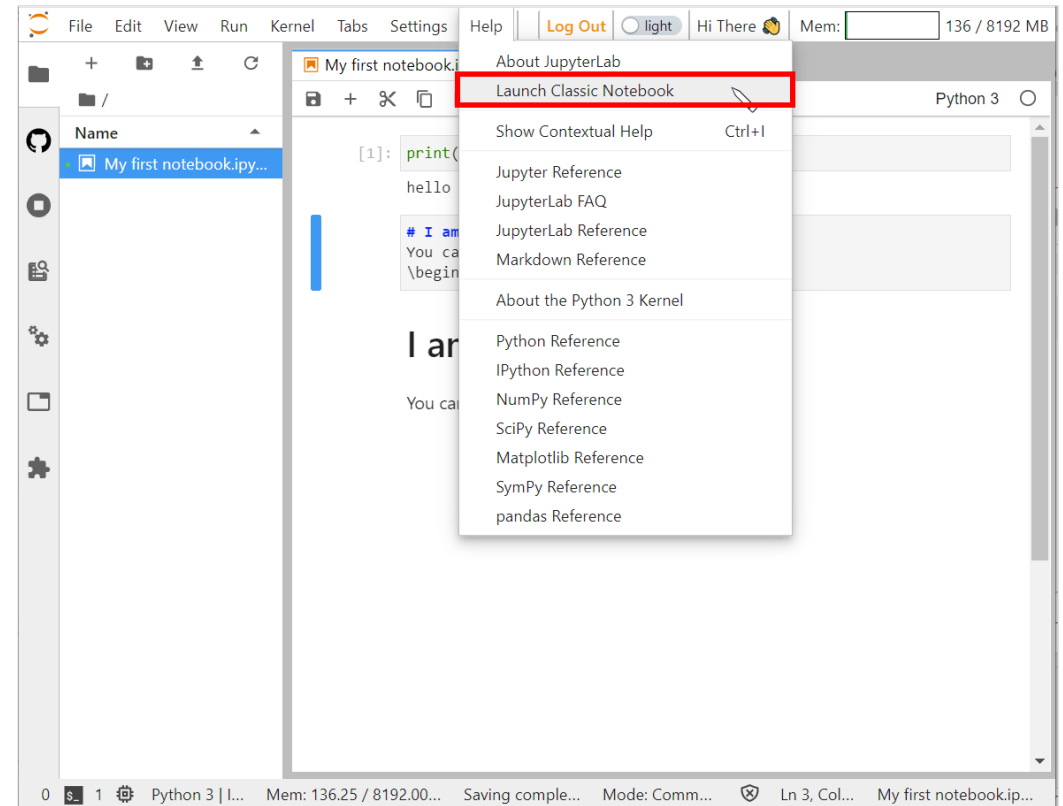 File Edit View Run Kernel Tabs Settings Help Log Out light Hi There 👋 Mem: 136 / 8192 MB
My first notebook.i
About JupyterLab
Launch Classic Notebook
/
Python 3
Name
Show Contextual Help Ctrl+I
My first notebook.ipy...
[1]: print(
hello
Jupyter Reference
JupyterLab FAQ
JupyterLab Reference
Markdown Reference
# I am
You ca
\begin
About the Python 3 Kernel
I am
You can
Python Reference
IPython Reference
NumPy Reference
SciPy Reference
Matplotlib Reference
SymPy Reference
pandas Reference
0 $_ 1 Python 3 | I... Mem: 136.25 / 8192.00... Saving comple... Mode: Comm... Ln 3, Col... My first notebook.ip...